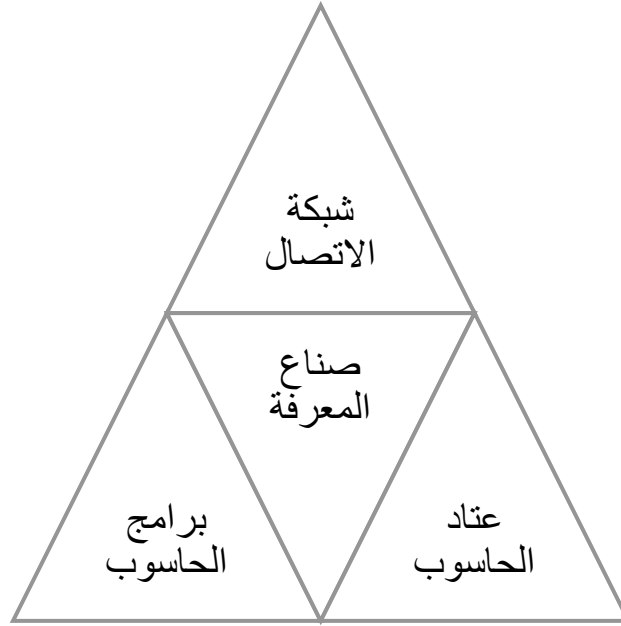 شبكة
الاتصال
صناع
المعرفة
عتاد
الحاسوب
برامج
الحاسوب